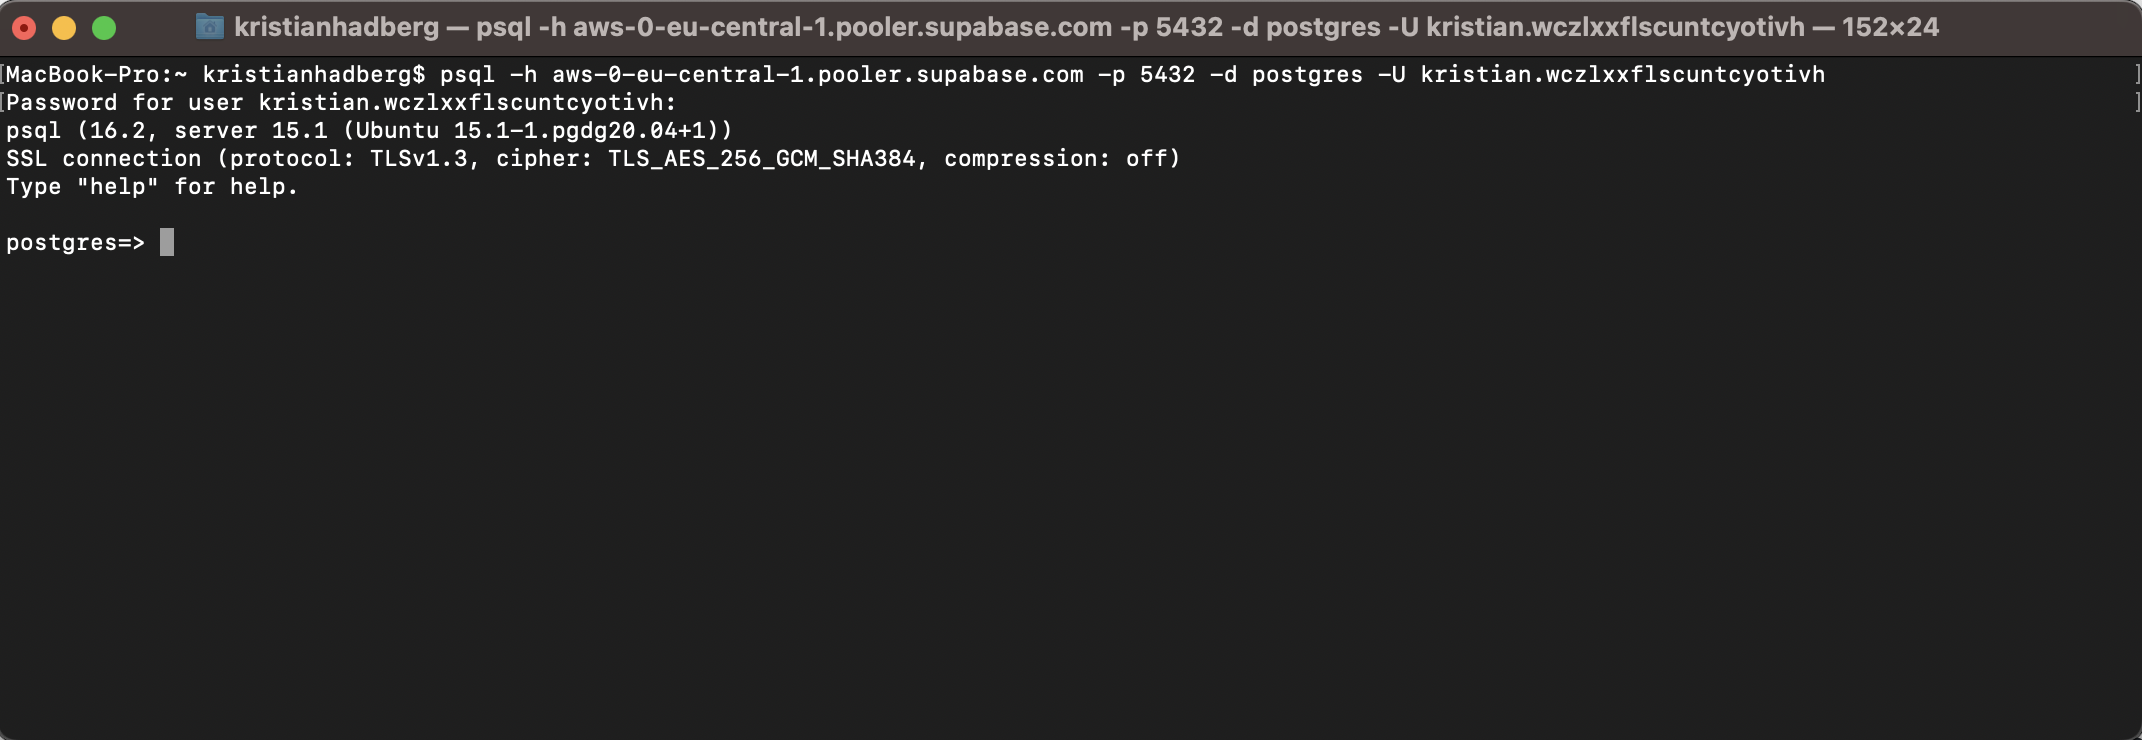 kristianhadberg — psql -h aws-0-eu-central-1.pooler.supabase.com -p 5432 -d postgres -U kristian.wczlxxflscuntcyotivh — 152×24
[MacBook-Pro:~ kristianhadberg$ psql -h aws-0-eu-central-1.pooler.supabase.com -p 5432 -d postgres -U kristian.wczlxxflscuntcyotivh ]
[Password for user kristian.wczlxxflscuntcyotivh: ]
psql (16.2, server 15.1 (Ubuntu 15.1-1.pgdg20.04+1))
SSL connection (protocol: TLSv1.3, cipher: TLS_AES_256_GCM_SHA384, compression: off)
Type "help" for help.
postgres=>